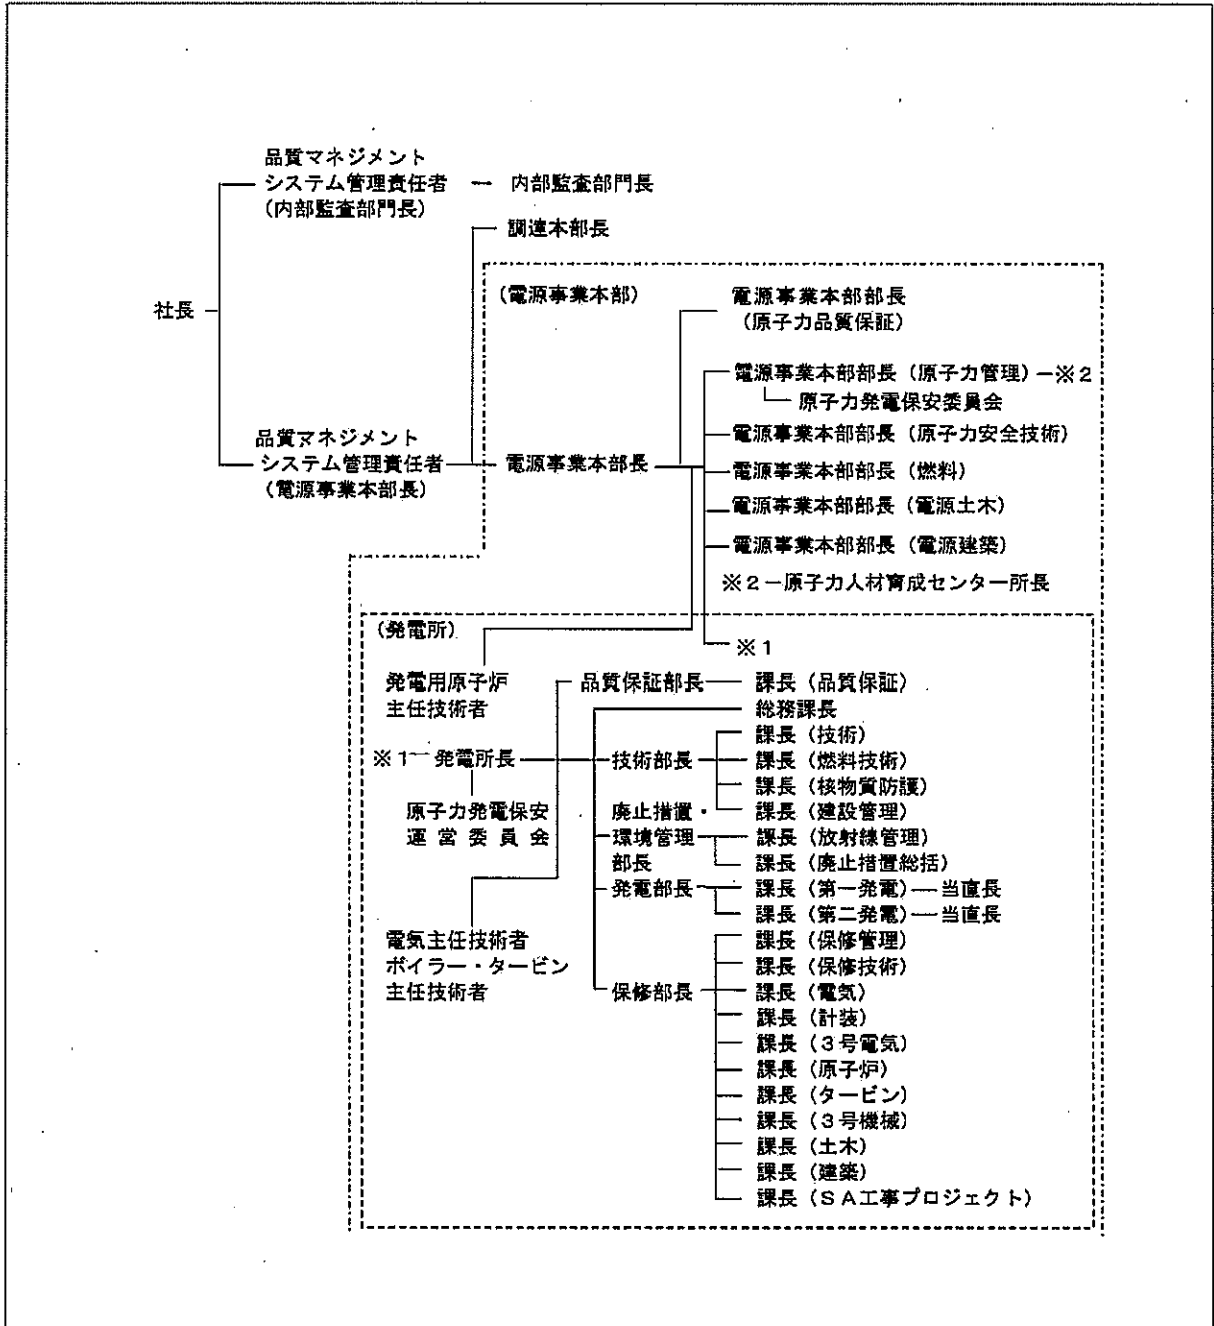 品質マネジメント
システム管理責任者 ― 内部監査部門長
(内部監査部門長)
調達本部長
社長
(電源事業本部)
電源事業本部部長
(原子力品質保証)
電源事業本部部長(原子力管理)―※2
原子力発電保安委員会
電源事業本部部長(原子力安全技術)
品質マネジメント
システム管理責任者
(電源事業本部長)
電源事業本部長
電源事業本部部長(燃料)
電源事業本部部長(電源土木)
電源事業本部部長(電源建築)
※2―原子力人材育成センター所長
(発電所)
※1
発電用原子炉
主任技術者
品質保証部長
課長(品質保証)
総務課長
※1 発電所長
原子力発電保安
運営委員会
技術部長
課長(技術)
課長(燃料技術)
課長(核物質防護)
課長(建設管理)
廃止措置・
環境管理
部長
課長(放射線管理)
課長(廃止措置総括)
発電部長
課長(第一発電)―当直長
課長(第二発電)―当直長
電気主任技術者
ボイラー・タービン
主任技術者
保修部長
課長(保修管理)
課長(保修技術)
課長(電気)
課長(計装)
課長(3号電気)
課長(原子炉)
課長(タービン)
課長(3号機械)
課長(土木)
課長(建築)
課長(SA工事プロジェクト)